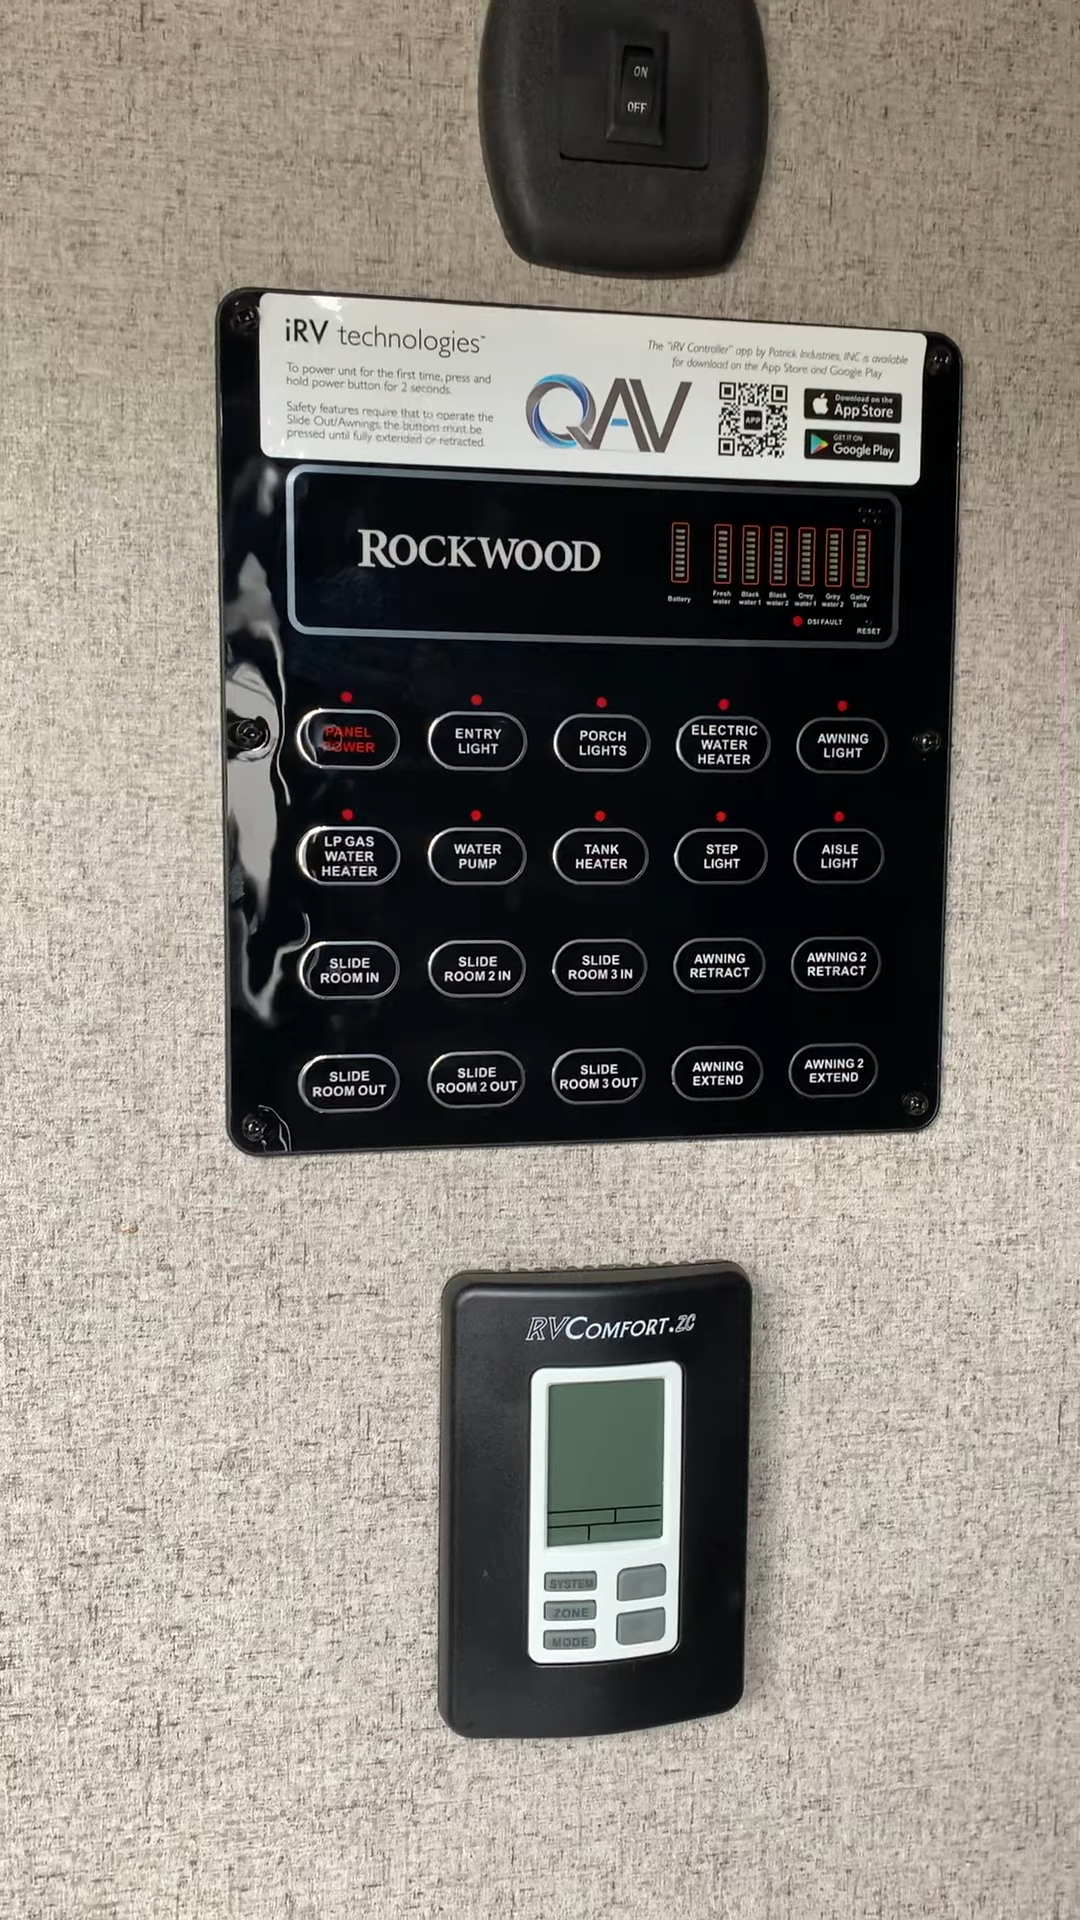 ON
OFF
iRV technologies™
To power unit for the first time, press and
hold power button for 2 seconds.
Safety features require that to operate the
Slide Out/Awnings, the buttons must be
pressed until fully extended or retracted.
QAV
The "iRV Controller" app by Patrick Industries, INC is available
for download on the App Store and Google Play.
APP
Download on the
App Store
GET IT ON
Google Play
ROCKWOOD
Battery
Fresh
water
Black
water 1
Black
water 2
Grey
water 1
Grey
water 2
Galley
Tank
DSI FAULT
RESET
PANEL
POWER
ENTRY
LIGHT
PORCH
LIGHTS
ELECTRIC
WATER
HEATER
AWNING
LIGHT
LP GAS
WATER
HEATER
WATER
PUMP
TANK
HEATER
STEP
LIGHT
AISLE
LIGHT
SLIDE
ROOM IN
SLIDE
ROOM 2 IN
SLIDE
ROOM 3 IN
AWNING
RETRACT
AWNING 2
RETRACT
SLIDE
ROOM OUT
SLIDE
ROOM 2 OUT
SLIDE
ROOM 3 OUT
AWNING
EXTEND
AWNING 2
EXTEND
RVCOMFORT.ZC
SYSTEM
ZONE
MODE